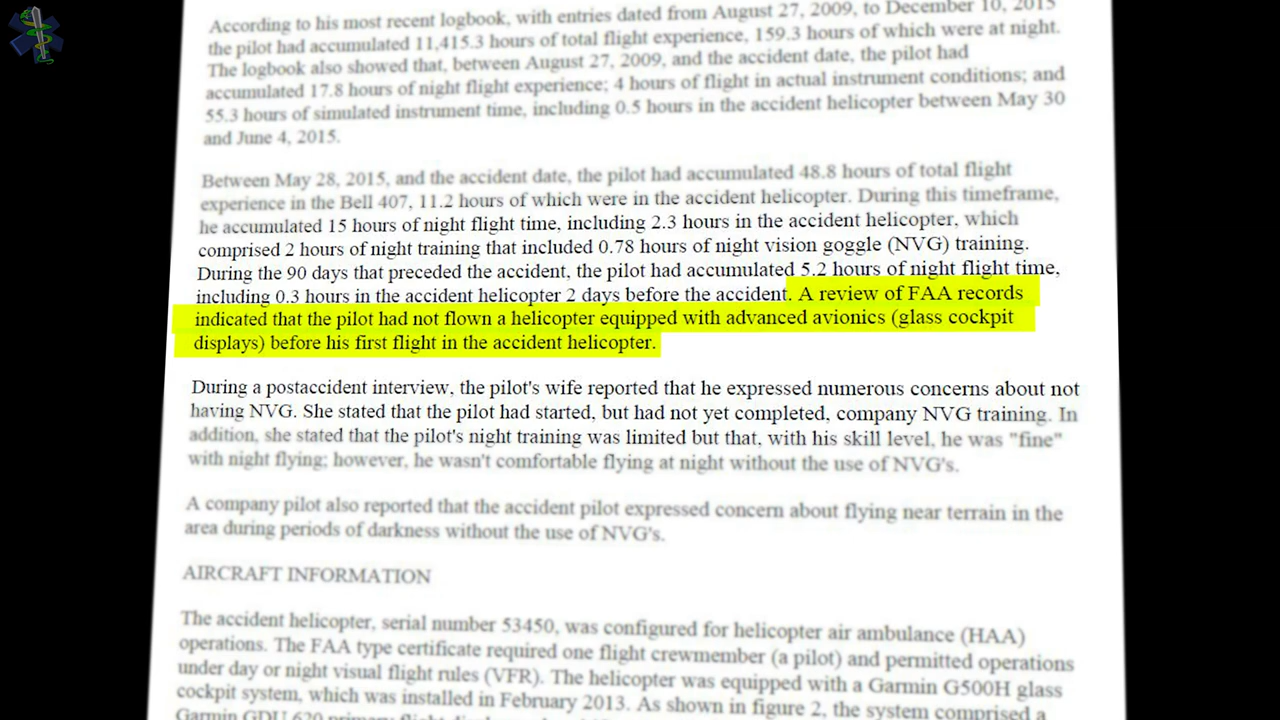 According to his most recent logbook, with entries dated from August 27, 2009, to December 10, 2015
the pilot had accumulated 11,415.3 hours of total flight experience, 159.3 hours of which were at night.
The logbook also showed that, between August 27, 2009, and the accident date, the pilot had
accumulated 17.8 hours of night flight experience; 4 hours of flight in actual instrument conditions; and
55.3 hours of simulated instrument time, including 0.5 hours in the accident helicopter between May 30
and June 4, 2015.
Between May 28, 2015, and the accident date, the pilot had accumulated 48.8 hours of total flight
experience in the Bell 407, 11.2 hours of which were in the accident helicopter. During this timeframe,
he accumulated 15 hours of night flight time, including 2.3 hours in the accident helicopter, which
comprised 2 hours of night training that included 0.78 hours of night vision goggle (NVG) training.
During the 90 days that preceded the accident, the pilot had accumulated 5.2 hours of night flight time,
including 0.3 hours in the accident helicopter 2 days before the accident. A review of FAA records
indicated that the pilot had not flown a helicopter equipped with advanced avionics (glass cockpit
displays) before his first flight in the accident helicopter.
During a postaccident interview, the pilot's wife reported that he expressed numerous concerns about not
having NVG. She stated that the pilot had started, but had not yet completed, company NVG training. In
addition, she stated that the pilot's night training was limited but that, with his skill level, he was "fine"
with night flying; however, he wasn't comfortable flying at night without the use of NVG's.
A company pilot also reported that the accident pilot expressed concern about flying near terrain in the
area during periods of darkness without the use of NVG's.
AIRCRAFT INFORMATION
The accident helicopter, serial number 53450, was configured for helicopter air ambulance (HAA)
operations. The FAA type certificate required one flight crewmember (a pilot) and permitted operations
under day or night visual flight rules (VFR). The helicopter was equipped with a Garmin G500H glass
cockpit system, which was installed in February 2013. As shown in figure 2, the system comprised a
Garmin GDU 620 primary flight